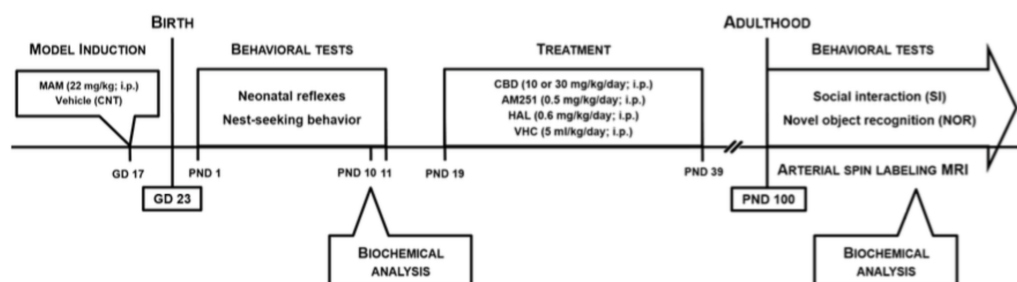 BIRTH
ADULTHOOD
MODEL INDUCTION
BEHAVIORAL TESTS
TREATMENT
BEHAVIORAL TESTS
MAM (22 mg/kg; i.p.)
Vehicle (CNT)
Neonatal reflexes
Nest-seeking behavior
CBD (10 or 30 mg/kg/day; i.p.)
AM251 (0.5 mg/kg/day; i.p.)
HAL (0.6 mg/kg/day; i.p.)
VHC (5 ml/kg/day; i.p.)
Social interaction (SI)
Novel object recognition (NOR)
GD 17
PND 1
PND 10 11
PND 19
PND 39
ARTERIAL SPIN LABELING MRI
GD 23
PND 100
BIOCHEMICAL
ANALYSIS
BIOCHEMICAL
ANALYSIS